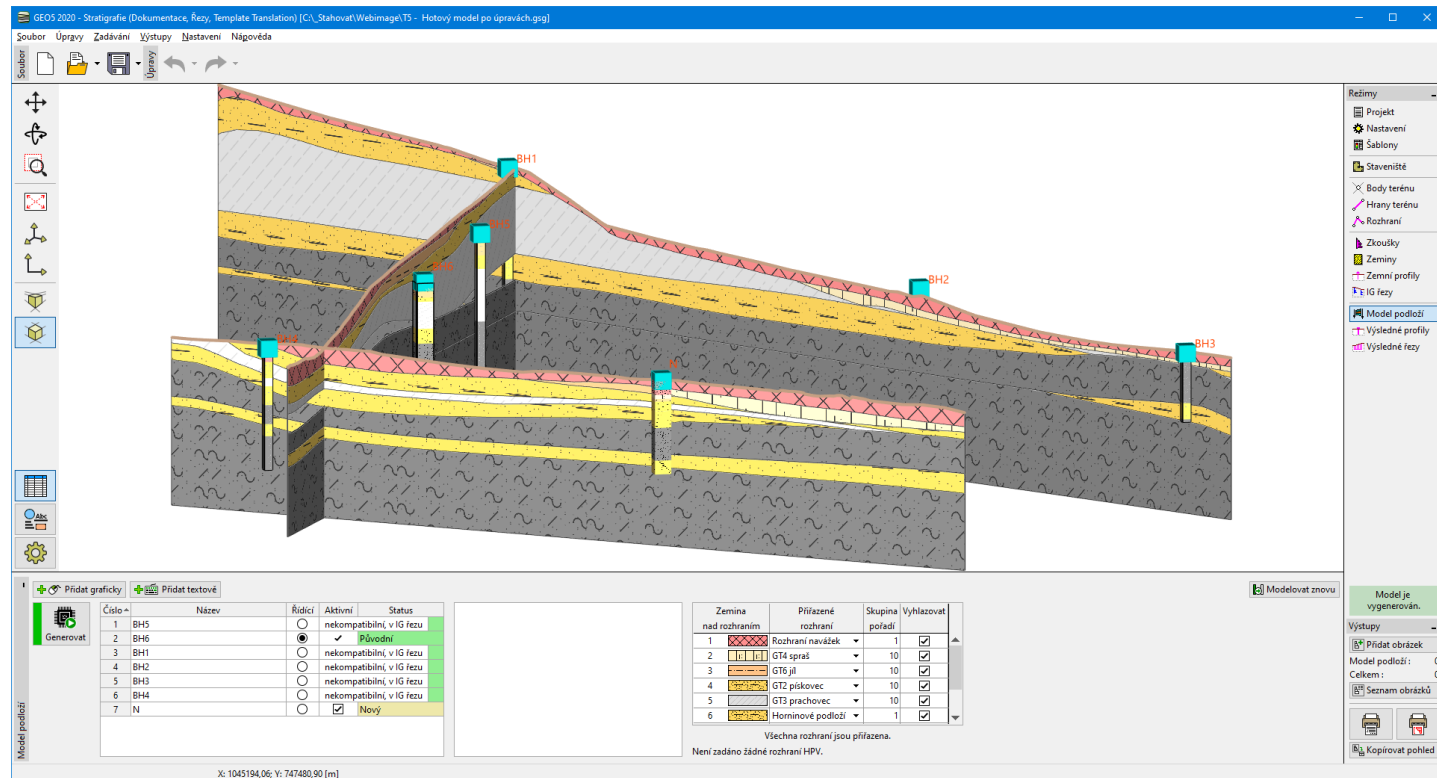 GEO5 2020 - Stratigrafie (Dokumentace, Řezy, Template Translation) [C:\_Stahovat\Webimage\T5 - Hotový model po úpravách.gsg]
Soubor Úpravy Zadávání Výstupy Nastavení Nápověda
Soubor
Úpravy
BH1
BH2
BH3
N
Režimy
Projekt
Nastavení
Šablony
Staveniště
Body terénu
Hrany terénu
Rozhraní
Zkoušky
Zeminy
Zemní profily
IG řezy
Model podloží
Výsledné profily
Výsledné řezy
Model je
vygenerován.
Výstupy
Přidat obrázek
Model podloží : 0
Celkem : 0
Seznam obrázků
Kopírovat pohled
Přidat graficky Přidat textově Modelovat znovu
Generovat
Model podloží
Číslo Název Řídící Aktivní Status
1 BH5 nekompatibilní, v IG řezu
2 BH6 Původní
3 BH1 nekompatibilní, v IG řezu
4 BH2 nekompatibilní, v IG řezu
5 BH3 nekompatibilní, v IG řezu
6 BH4 nekompatibilní, v IG řezu
7 N Nový
Zemina Přiřazené Skupina Vyhlazovat
nad rozhraním rozhraní pořadí
1 Rozhraní navážek 1
2 GT4 spraš 10
3 GT6 jíl 10
4 GT2 pískovec 10
5 GT3 prachovec 10
6 Horninové podloží 1
Všechna rozhraní jsou přiřazena.
Není zadáno žádné rozhraní HPV.
X: 1045194,06; Y: 747480,90 [m]